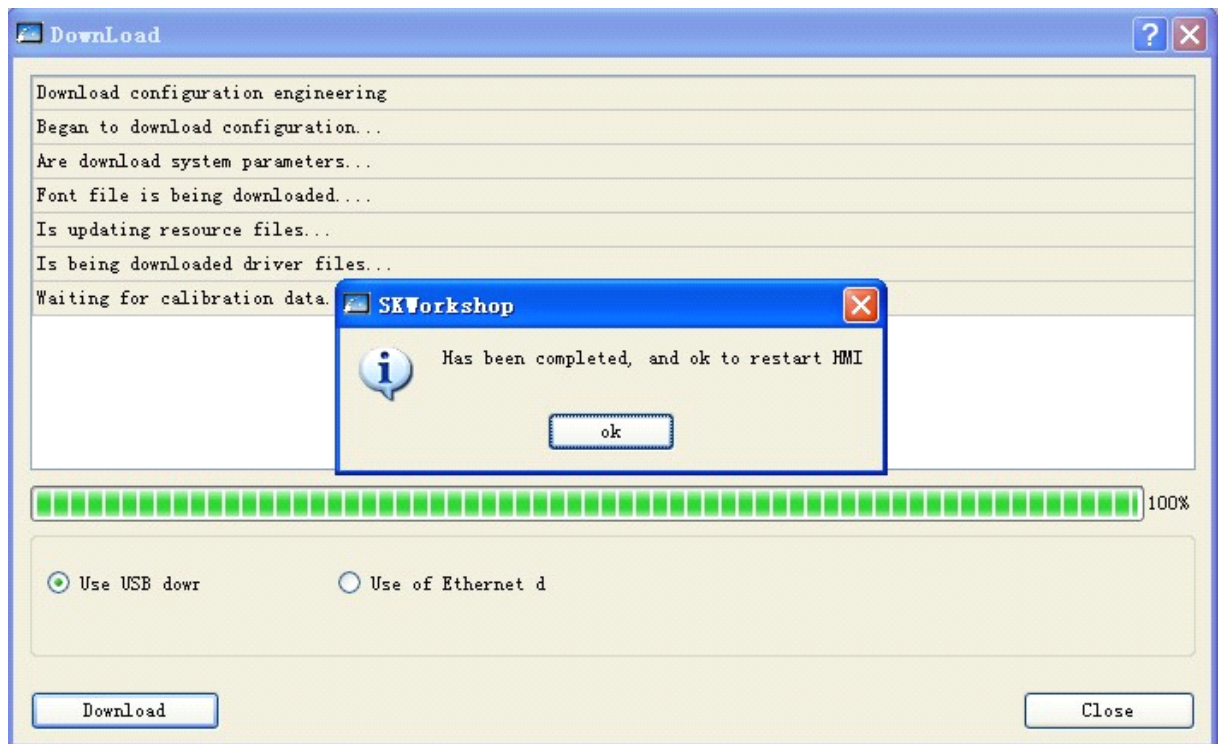 DownLoad
Download configuration engineering
Began to download configuration...
Are download system parameters...
Font file is being downloaded....
Is updating resource files...
Is being downloaded driver files...
Waiting for calibration data.
SKWorkshop
Has been completed, and ok to restart HMI
ok
100%
Use USB dowr
Use of Ethernet d
Download
Close